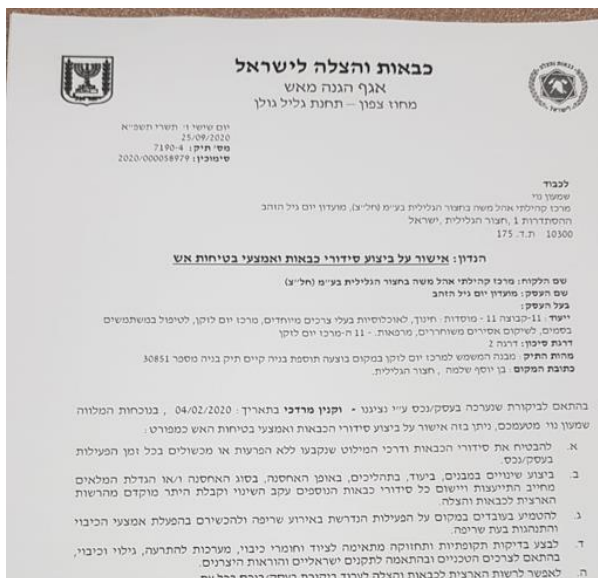 כבאות והצלה לישראל
אגף הגנה מאש
מחוז צפון – תחנת גליל גולן
יום שישי ו' תשרי תשפ"א
25/09/2020
מס' תיק: 7190-4
סימוכין: 2020/000058979
לכבוד
שמעון נוי
מרכז קהילתי אהל משה בחצור הגלילית בע"מ (חל"צ), מועדון יום גיל הזהב
ההסתדרות 1, חצור הגלילית, ישראל
10300 ת.ד. 175
הנדון: אישור על ביצוע סידורי כבאות ואמצעי בטיחות אש
שם הלקוח: מרכז קהילתי אהל משה בחצור הגלילית בע"מ (חל"צ)
שם העסק: מועדון יום גיל הזהב
בעל העסק:
ייעוד: 11-קבוצה 11 - מוסדות: חינוך, לאוכלוסיות בעלי צרכים מיוחדים, מרכז יום לזקן, לטיפול במשתמשים
בסמים, לשיקום אסירים משוחררים, מרפאות. - 11 ה-מרכז יום לזקן
דרגת סיכון: דרגה 2
מהות התיק: מבנה המשמש למרכז יום לזקן במקום בוצעה תוספת בניה קיים תיק בניה מספר 30851
כתובת המקום: בן יוסף שלמה, חצור הגלילית.
בהתאם לביקורת שנערכה בעסק/נכס ע"י נציגנו - וקנין מרדכי בתאריך: 04/02/2020, בנוכחות המלווה
שמעון נוי מטעמכם, ניתן בזה אישור על ביצוע סידורי הכבאות ואמצעי בטיחות האש כמפורט:
א. להבטיח את סידורי הכבאות ודרכי המילוט שנקבעו ללא הפרעות או מכשולים בכל זמן הפעילות
בעסק/נכס.
ב. ביצוע שינויים במבנים, ביעוד, בתהליכים, באופן האחסנה, בסוג האחסנה ו/או הגדלת המלאים
מחייב התייעצות ויישום כל סידורי כבאות הנוספים עקב השינוי וקבלת היתר מוקדם מהרשות
הארצית לכבאות והצלה.
ג. להטמיע בעובדים במקום על הפעילות הנדרשת באירוע שריפה ולהכשירם בהפעלת אמצעי הכיבוי
והתנהגות בעת שריפה.
ד. לבצע בדיקות תקופתיות ותחזוקה מתאימה לציוד וחומרי כיבוי, מערכות להתרעה, גילוי וכיבוי,
בהתאם לצרכים הטכניים ובהתאמה לתקנים ישראליים והוראות היצרנים.
ה. לאפשר לרשות הארצית לכבאות והצלה לערוך ביקורת בעסק